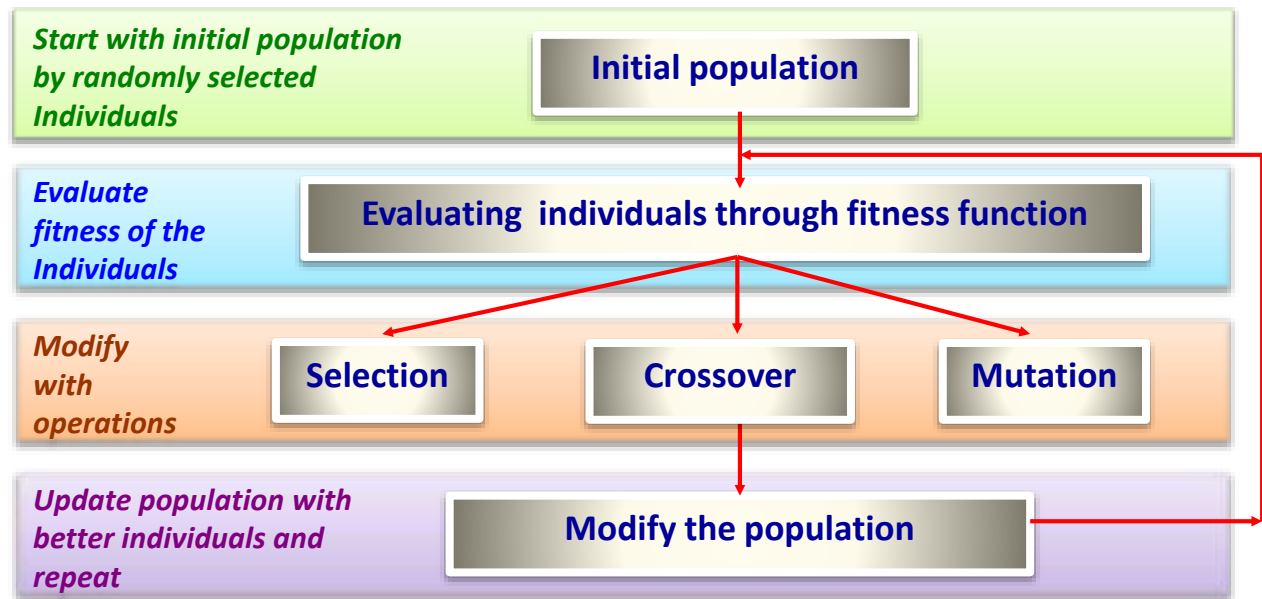 Start with initial population
by randomly selected
Individuals
Initial population
Evaluate
fitness of the
Individuals
Evaluating individuals through fitness function
Modify
with
operations
Selection
Crossover
Mutation
Update population with
better individuals and
repeat
Modify the population